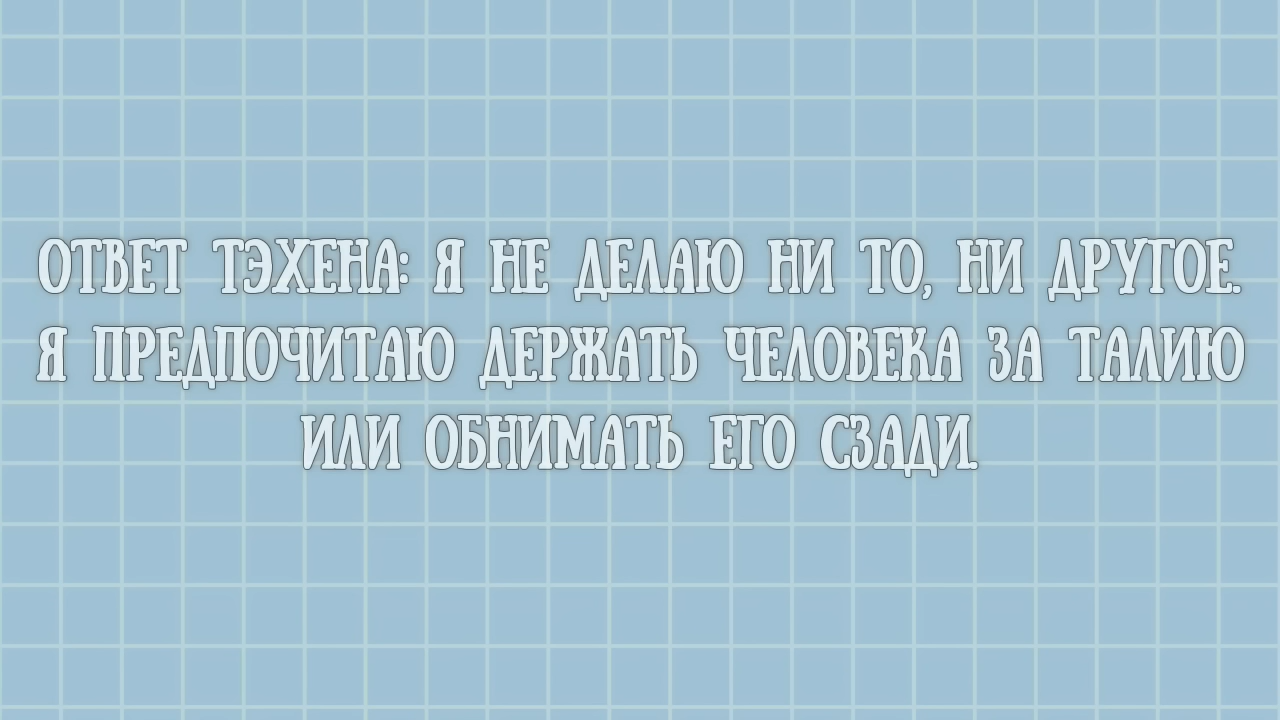 ОТВЕТ ТЭХЕНА: Я НЕ ДЕЛАЮ НИ ТО, НИ ДРУГОЕ.
Я ПРЕДПОЧИТАЮ ДЕРЖАТЬ ЧЕЛОВЕКА ЗА ТАЛИЮ
ИЛИ ОБНИМАТЬ ЕГО СЗАДИ.